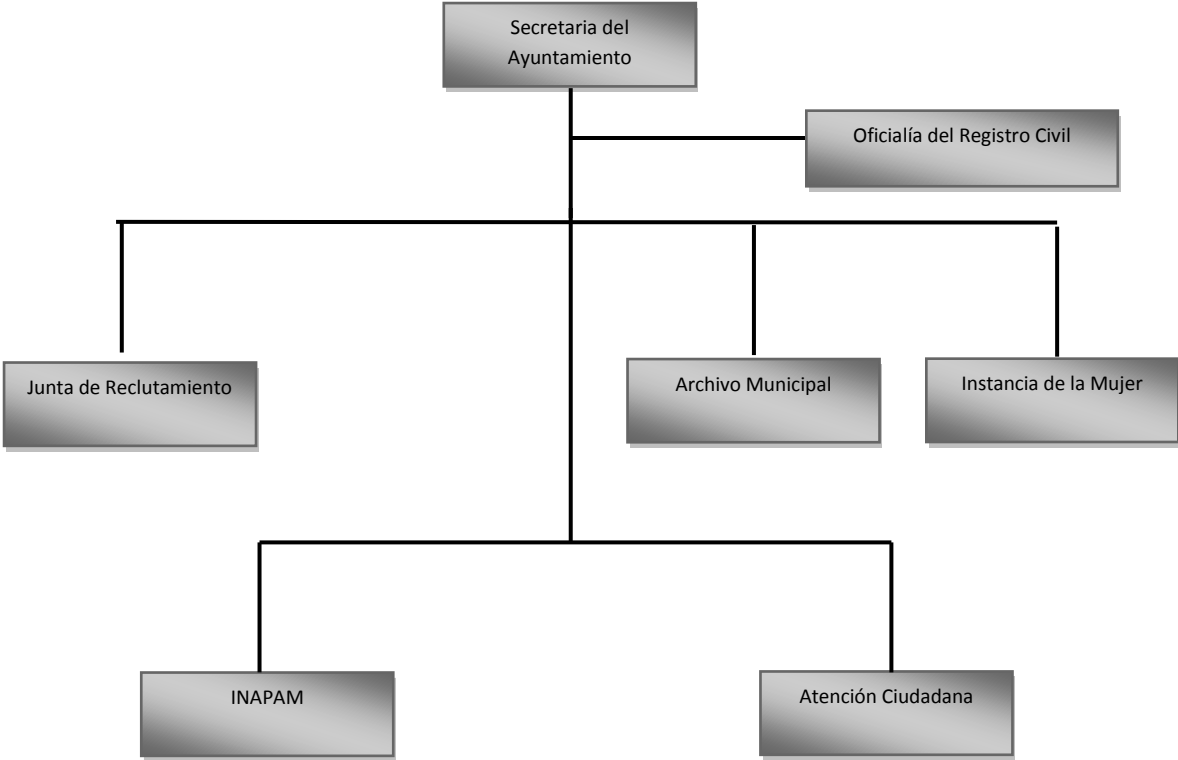 Secretaria del
Ayuntamiento
Oficialía del Registro Civil
Junta de Reclutamiento
Archivo Municipal
Instancia de la Mujer
INAPAM
Atención Ciudadana